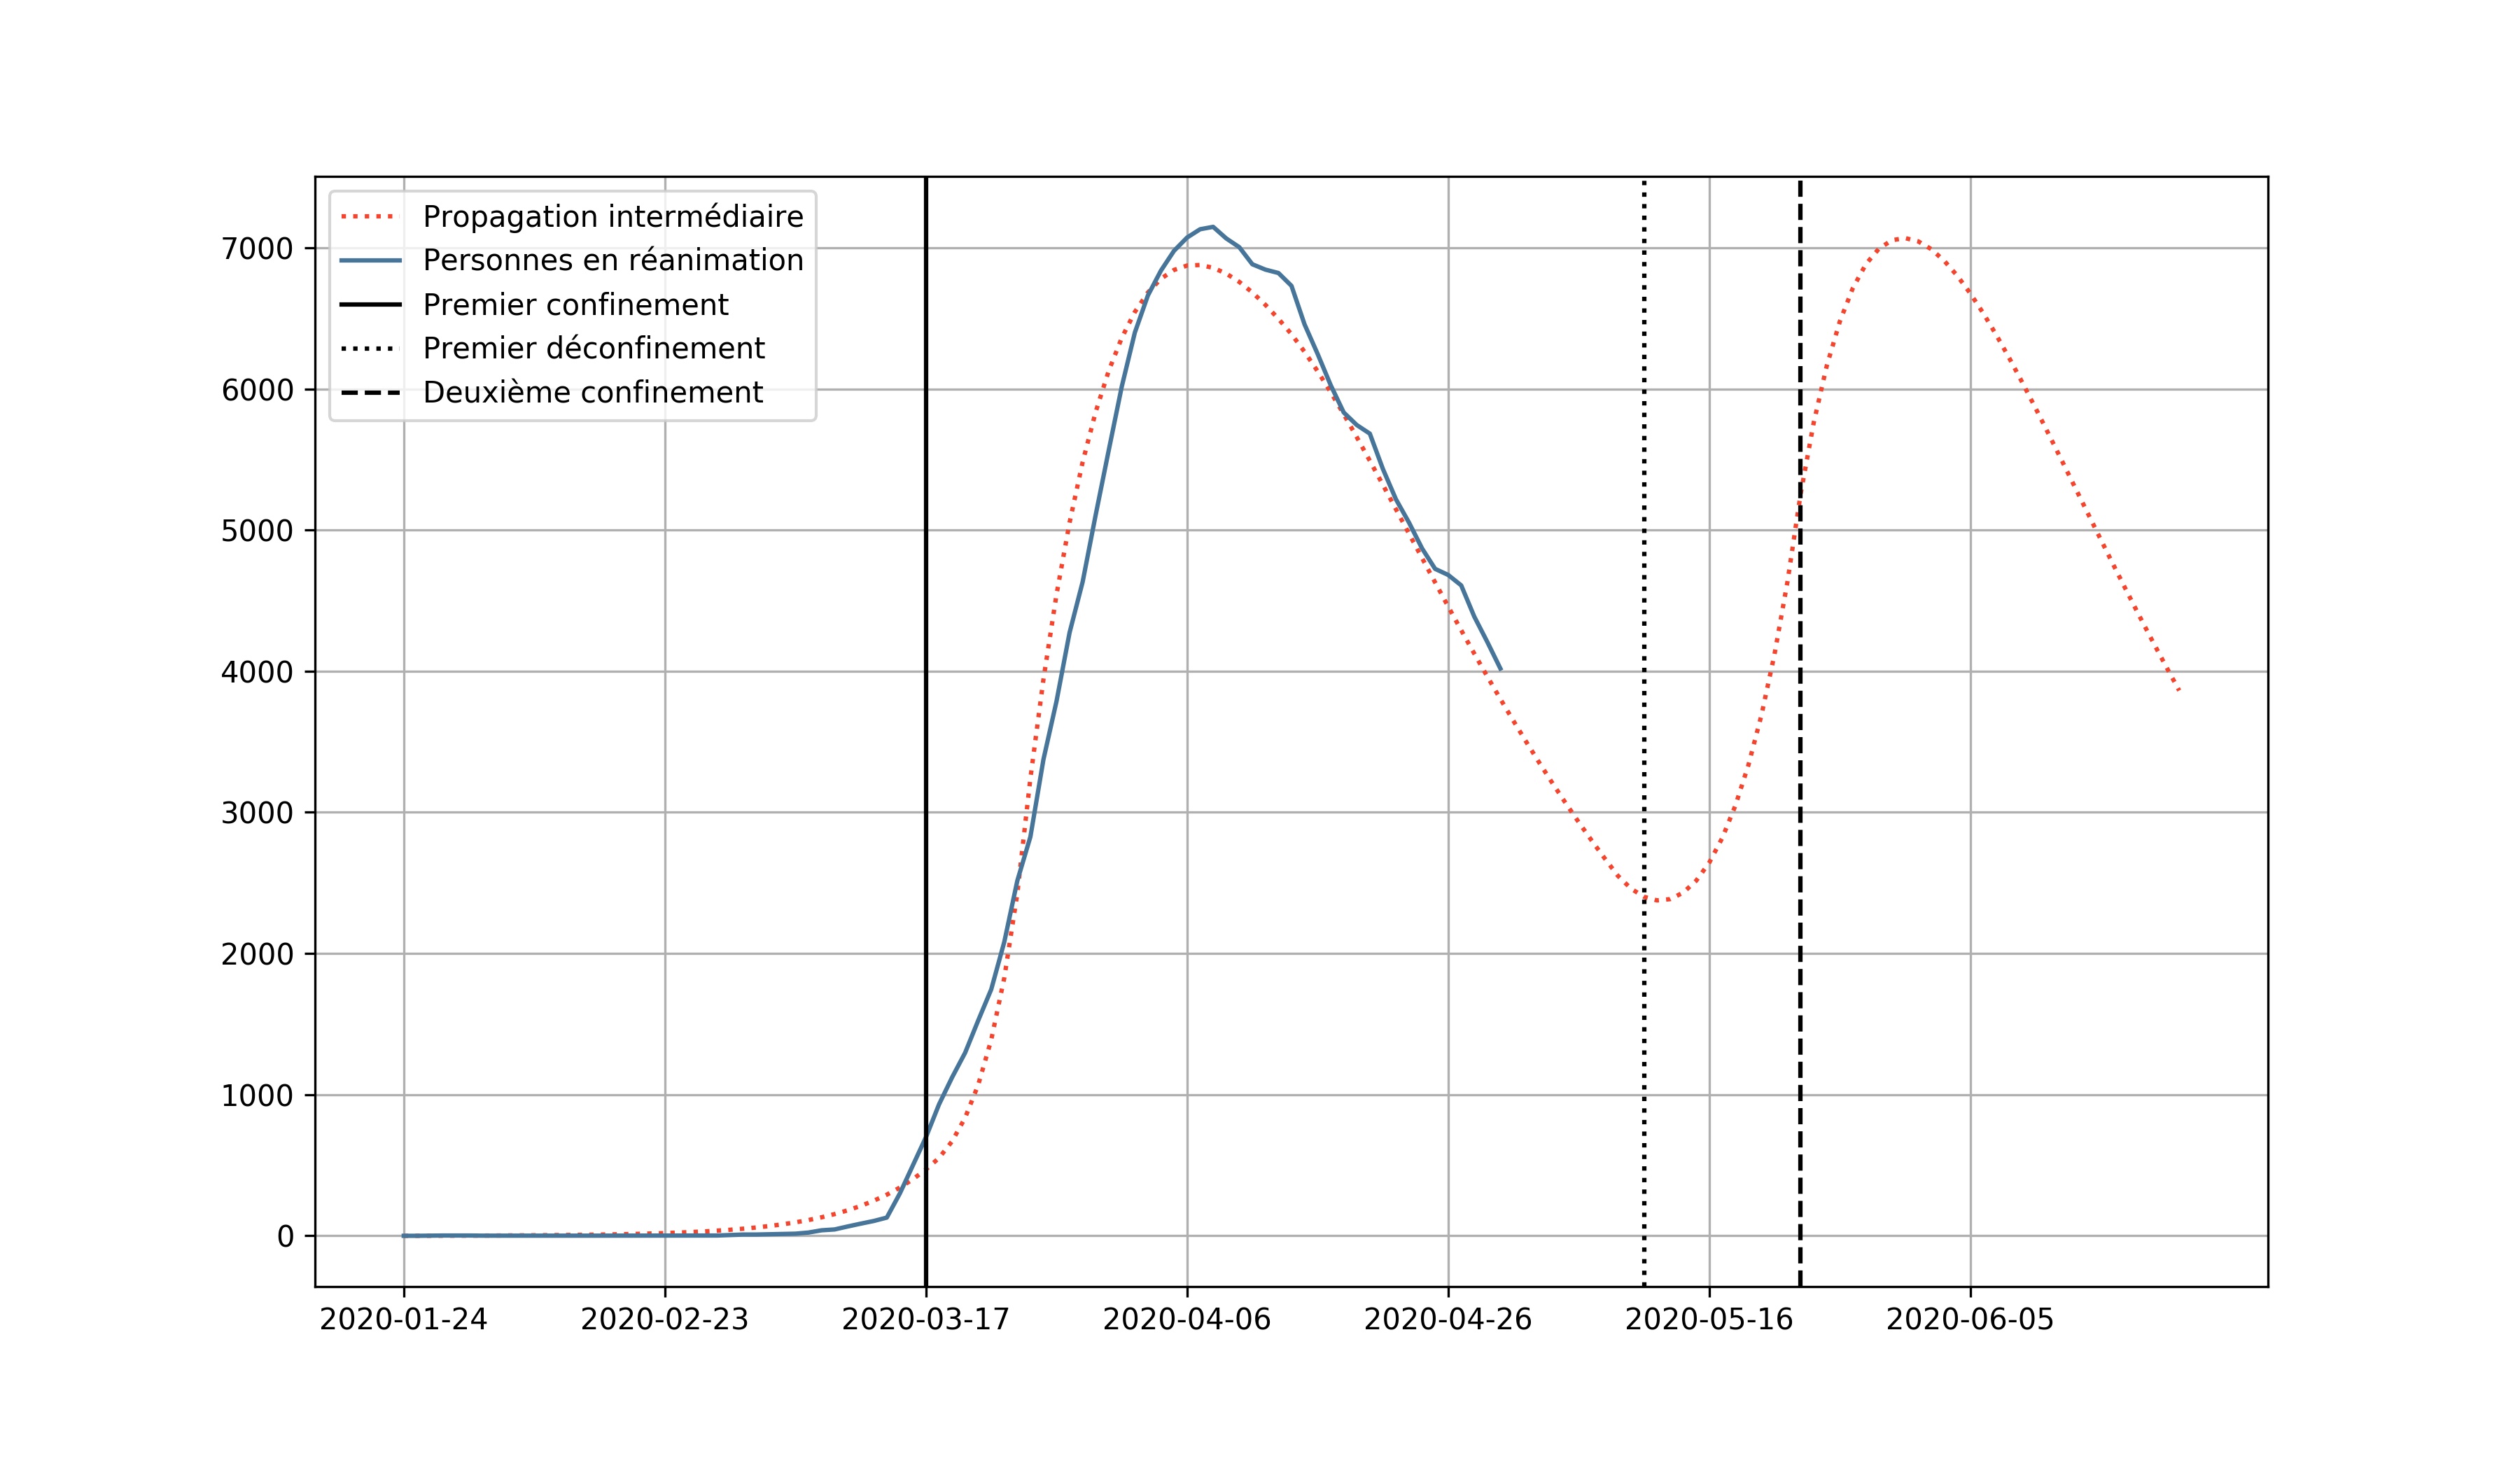 Propagation intermédiaire
Personnes en réanimation
Premier confinement
Premier déconfinement
Deuxième confinement
7000
6000
5000
4000
3000
2000
1000
0
2020-01-24 2020-02-23 2020-03-17 2020-04-06 2020-04-26 2020-05-16 2020-06-05